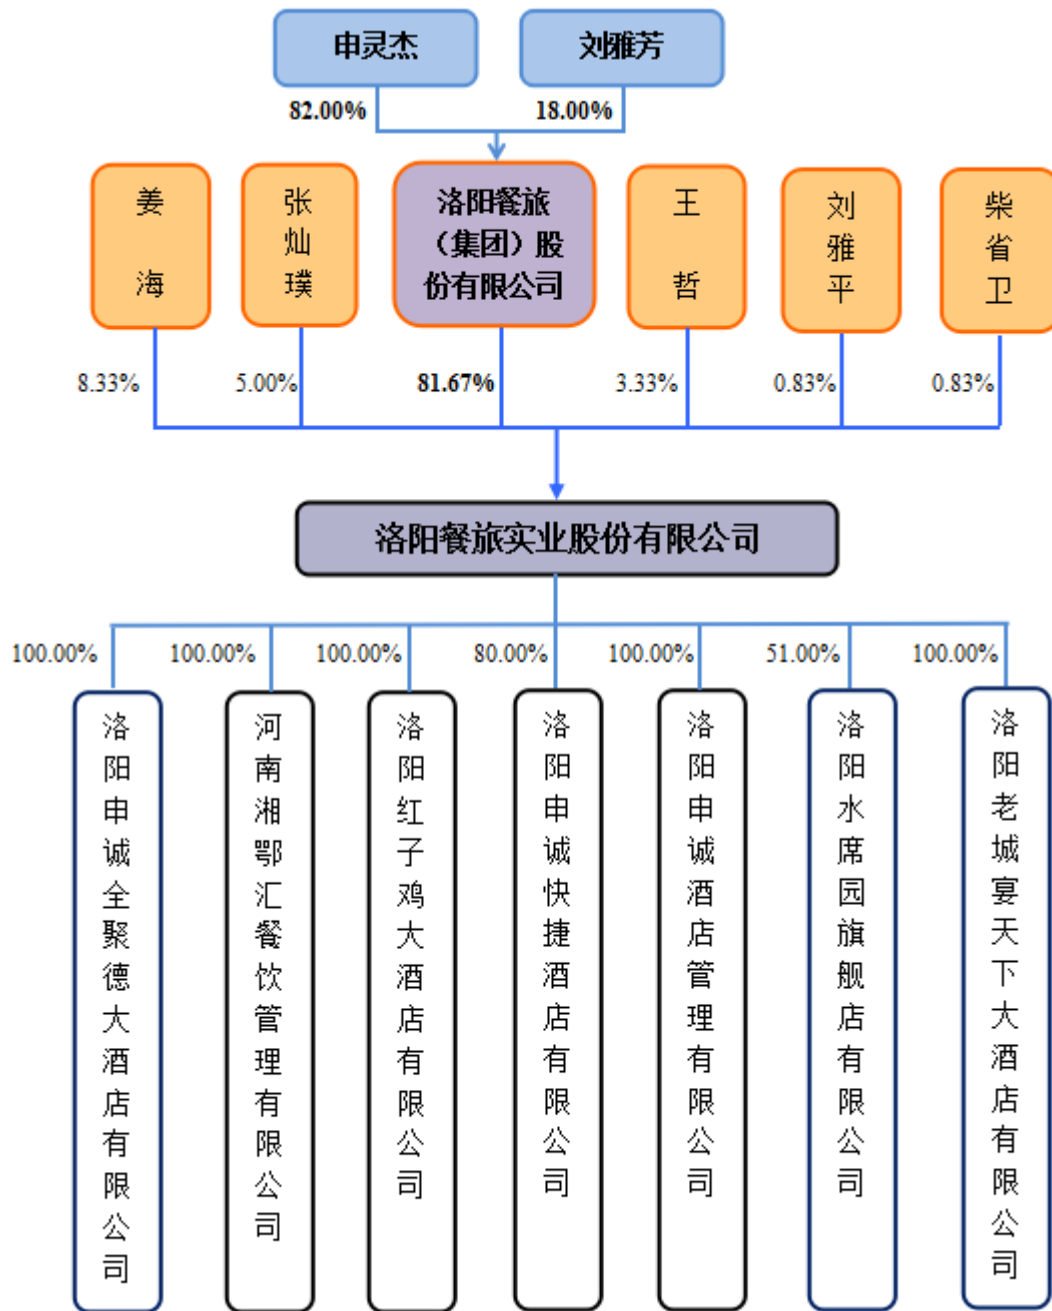 申灵杰
刘雅芳
82.00%
18.00%
姜海
张灿璞
洛阳餐旅
（集团）股
份有限公司
王哲
刘雅平
柴省卫
8.33%
5.00%
81.67%
3.33%
0.83%
0.83%
洛阳餐旅实业股份有限公司
100.00%
100.00%
100.00%
80.00%
100.00%
51.00%
100.00%
洛阳申诚全聚德大酒店有限公司
河南湘鄂汇餐饮管理有限公司
洛阳红子鸡大酒店有限公司
洛阳申诚快捷酒店有限公司
洛阳申诚酒店管理有限公司
洛阳水席园旗舰店有限公司
洛阳老城宴天下大酒店有限公司